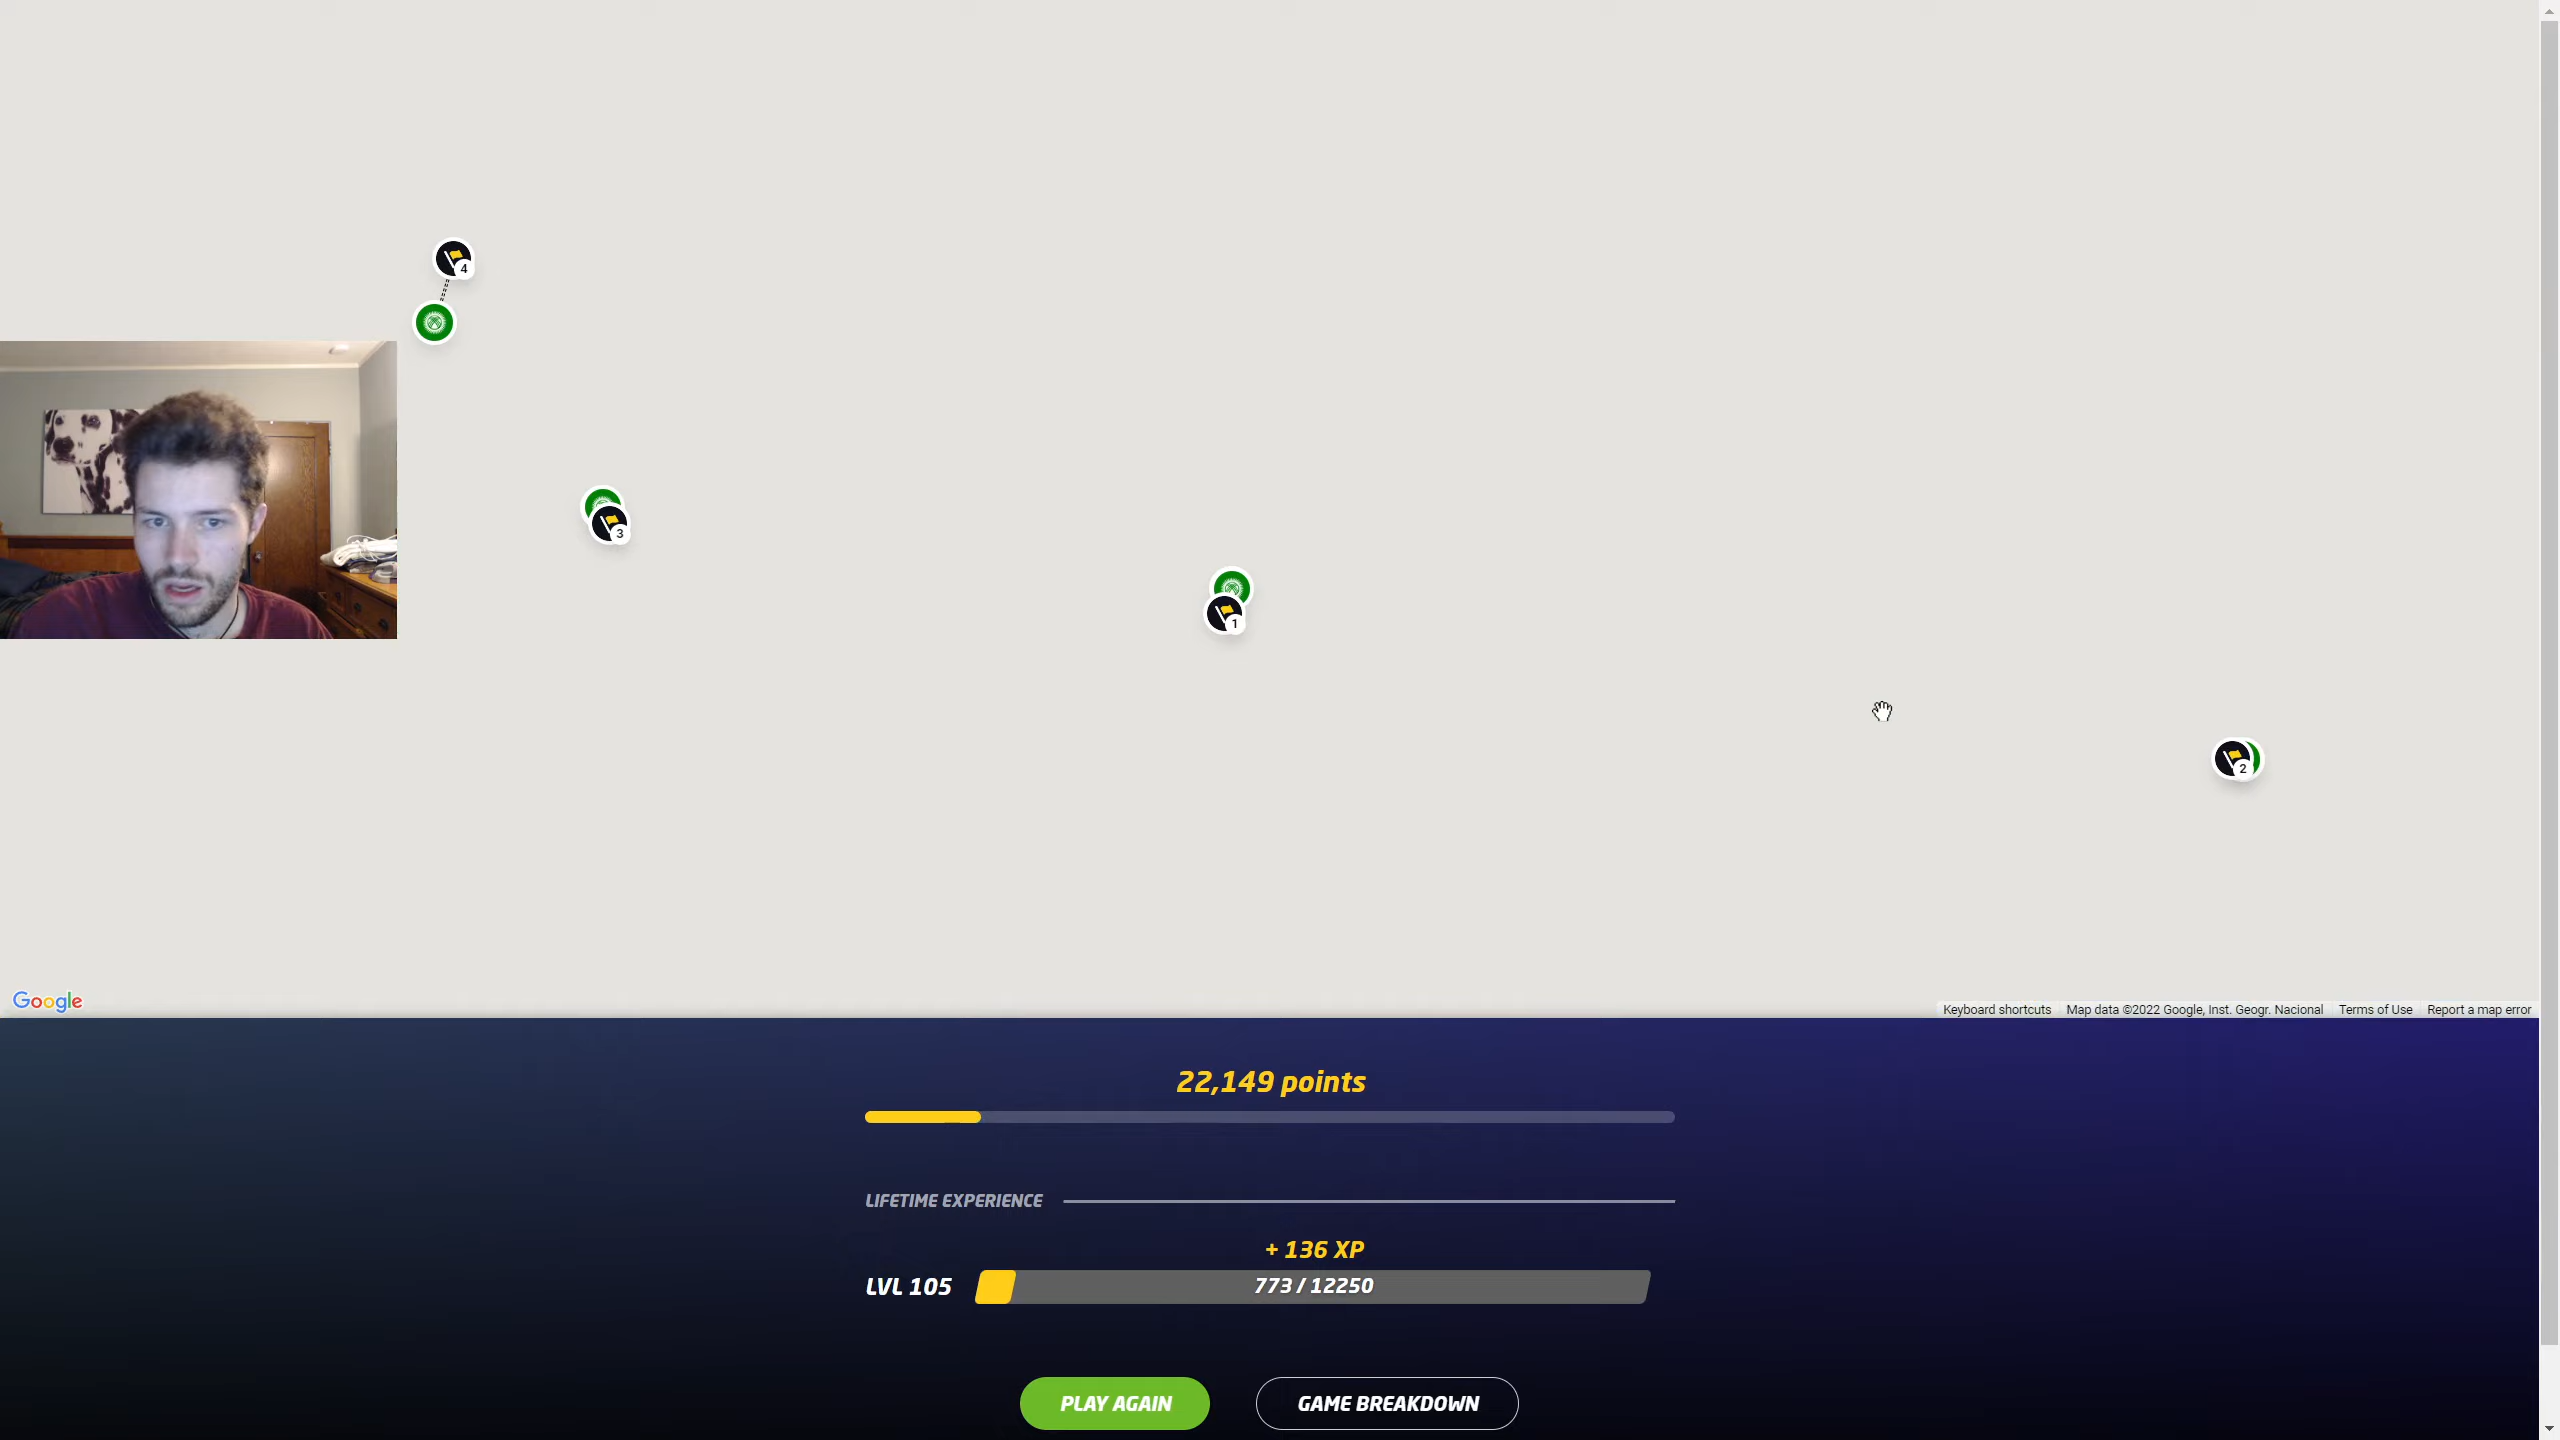 4
3
1
2
Google
Keyboard shortcuts
Map data ©2022 Google, Inst. Geogr. Nacional
Terms of Use
Report a map error
22,149 points
LIFETIME EXPERIENCE
+ 136 XP
LVL 105
773 / 12250
PLAY AGAIN
GAME BREAKDOWN